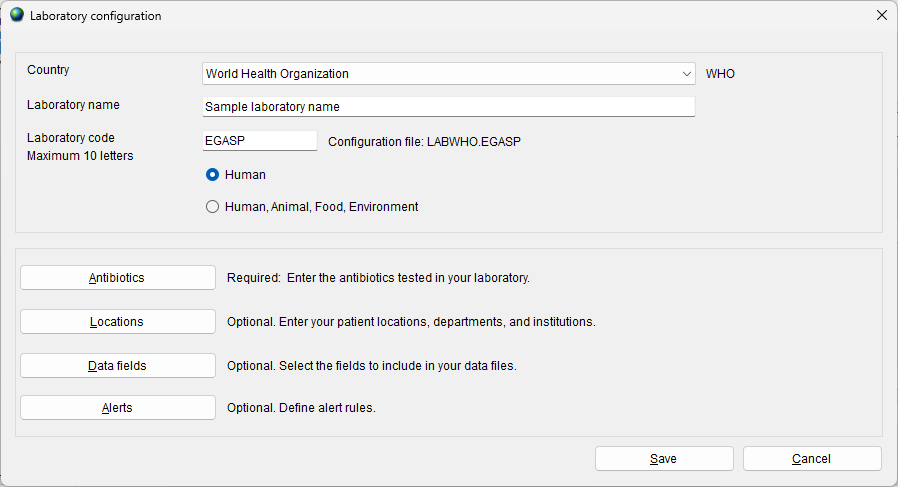 Laboratory configuration
Country
World Health Organization
WHO
Laboratory name
Sample laboratory name
Laboratory code
Maximum 10 letters
EGASP
Configuration file: LABWHO.EGASP
Human
Human, Animal, Food, Environment
Antibiotics
Required:  Enter the antibiotics tested in your laboratory.
Locations
Optional. Enter your patient locations, departments, and institutions.
Data fields
Optional. Select the fields to include in your data files.
Alerts
Optional. Define alert rules.
Save
Cancel